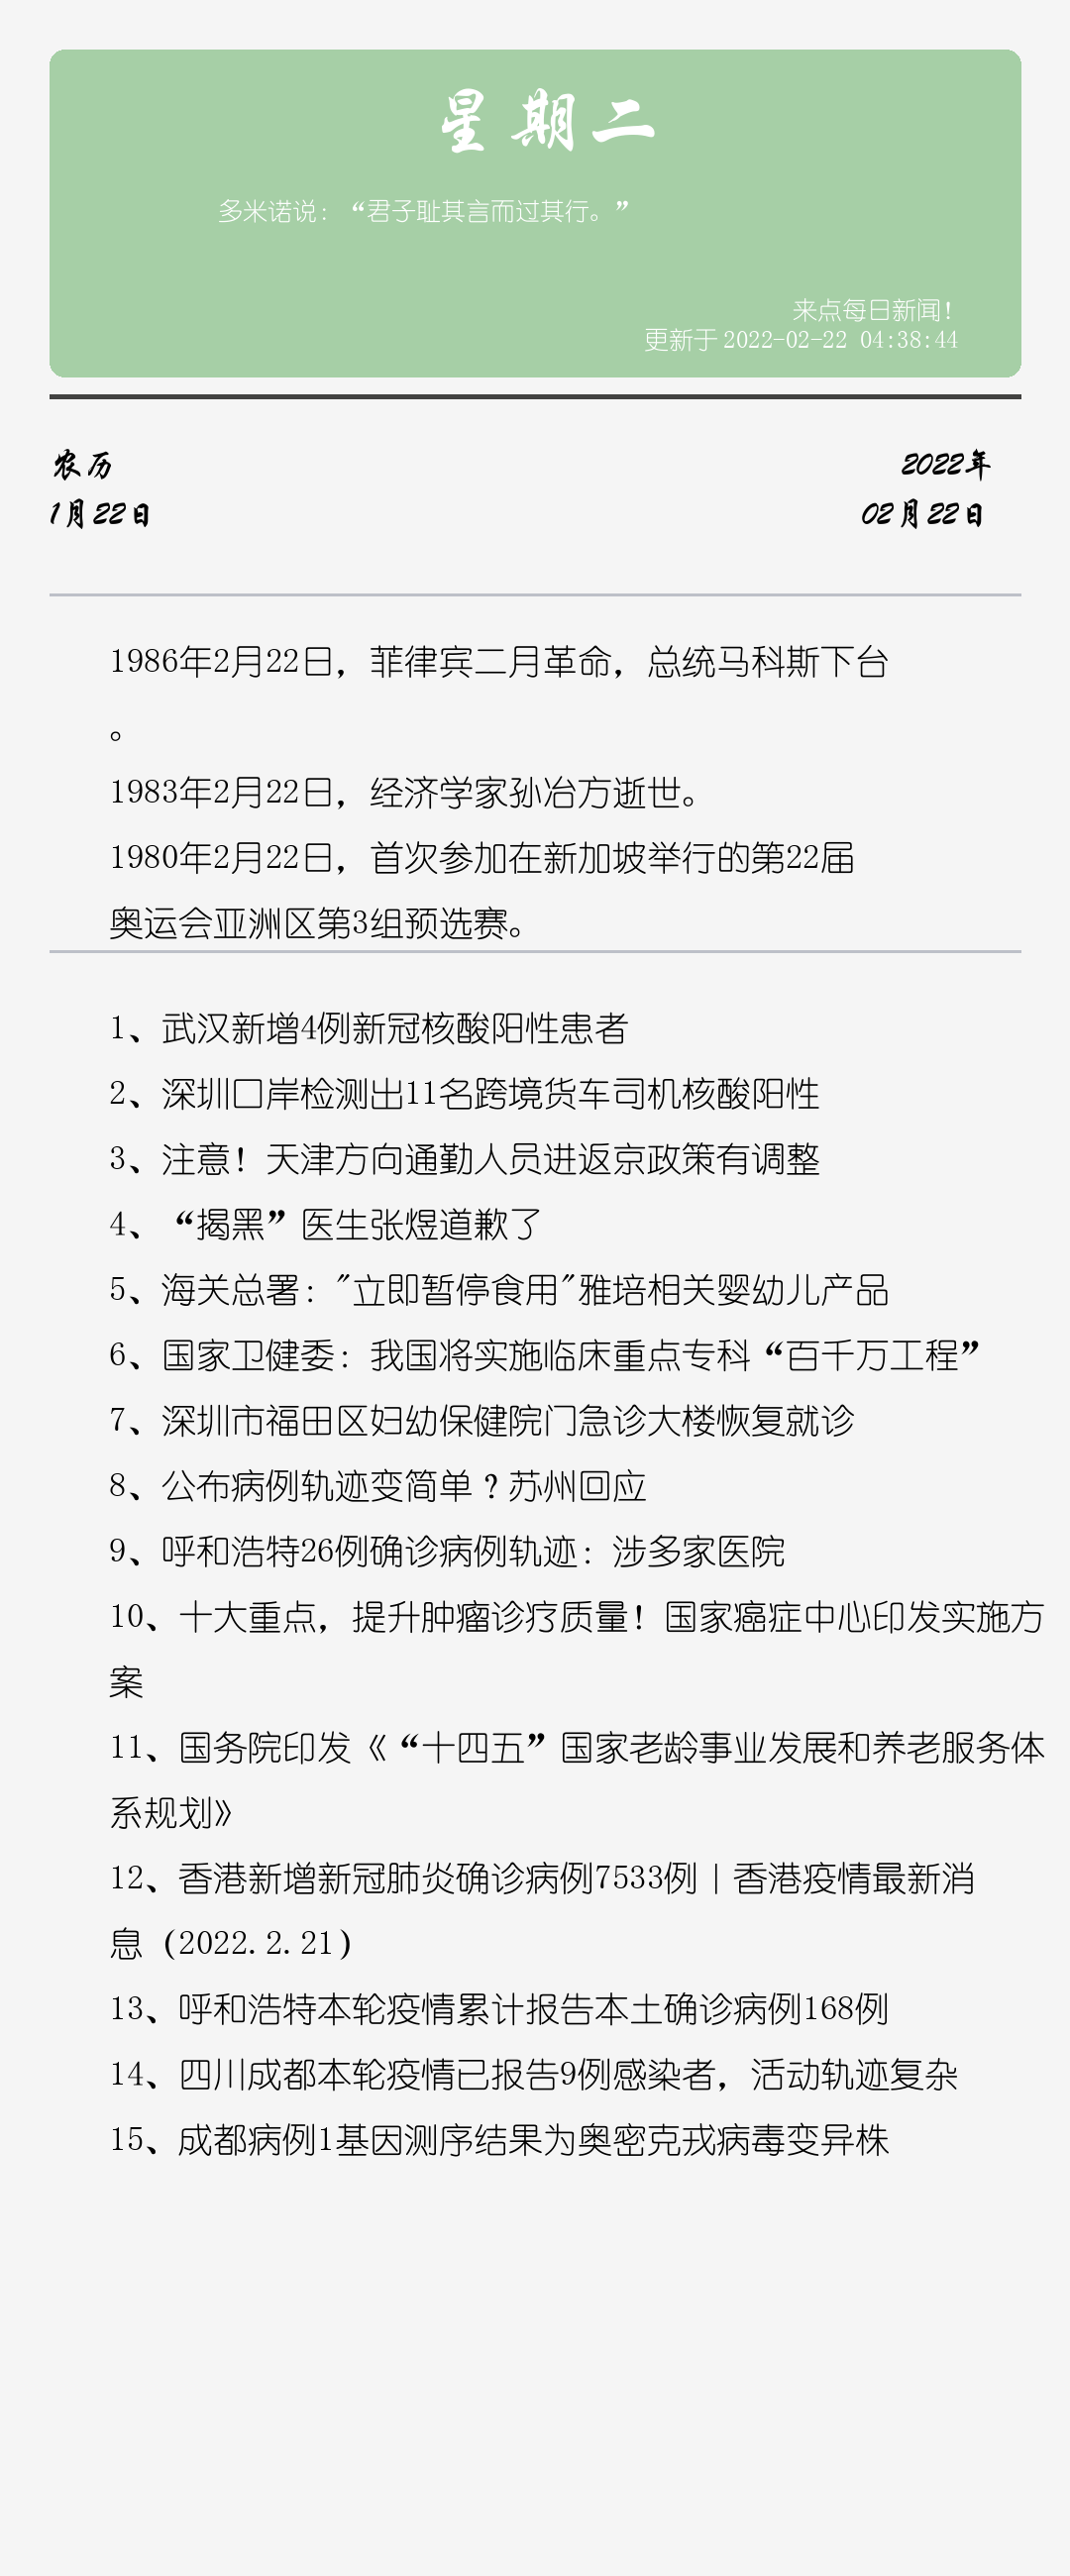 星期二
多米诺说：“君子耻其言而过其行。”
来点每日新闻！
更新于 2022-02-22 04:38:44
农历
2022年
1月22日
02月22日
1986年2月22日，菲律宾二月革命，总统马科斯下台
。
1983年2月22日，经济学家孙冶方逝世。
1980年2月22日，首次参加在新加坡举行的第22届
奥运会亚洲区第3组预选赛。
1、武汉新增4例新冠核酸阳性患者
2、深圳口岸检测出11名跨境货车司机核酸阳性
3、注意！天津方向通勤人员进返京政策有调整
4、“揭黑”医生张煜道歉了
5、海关总署："立即暂停食用"雅培相关婴幼儿产品
6、国家卫健委：我国将实施临床重点专科“百千万工程”
7、深圳市福田区妇幼保健院门急诊大楼恢复就诊
8、公布病例轨迹变简单？苏州回应
9、呼和浩特26例确诊病例轨迹：涉多家医院
10、十大重点，提升肿瘤诊疗质量！国家癌症中心印发实施方
案
11、国务院印发《“十四五”国家老龄事业发展和养老服务体
系规划》
12、香港新增新冠肺炎确诊病例7533例｜香港疫情最新消
息（2022.2.21）
13、呼和浩特本轮疫情累计报告本土确诊病例168例
14、四川成都本轮疫情已报告9例感染者，活动轨迹复杂
15、成都病例1基因测序结果为奥密克戎病毒变异株